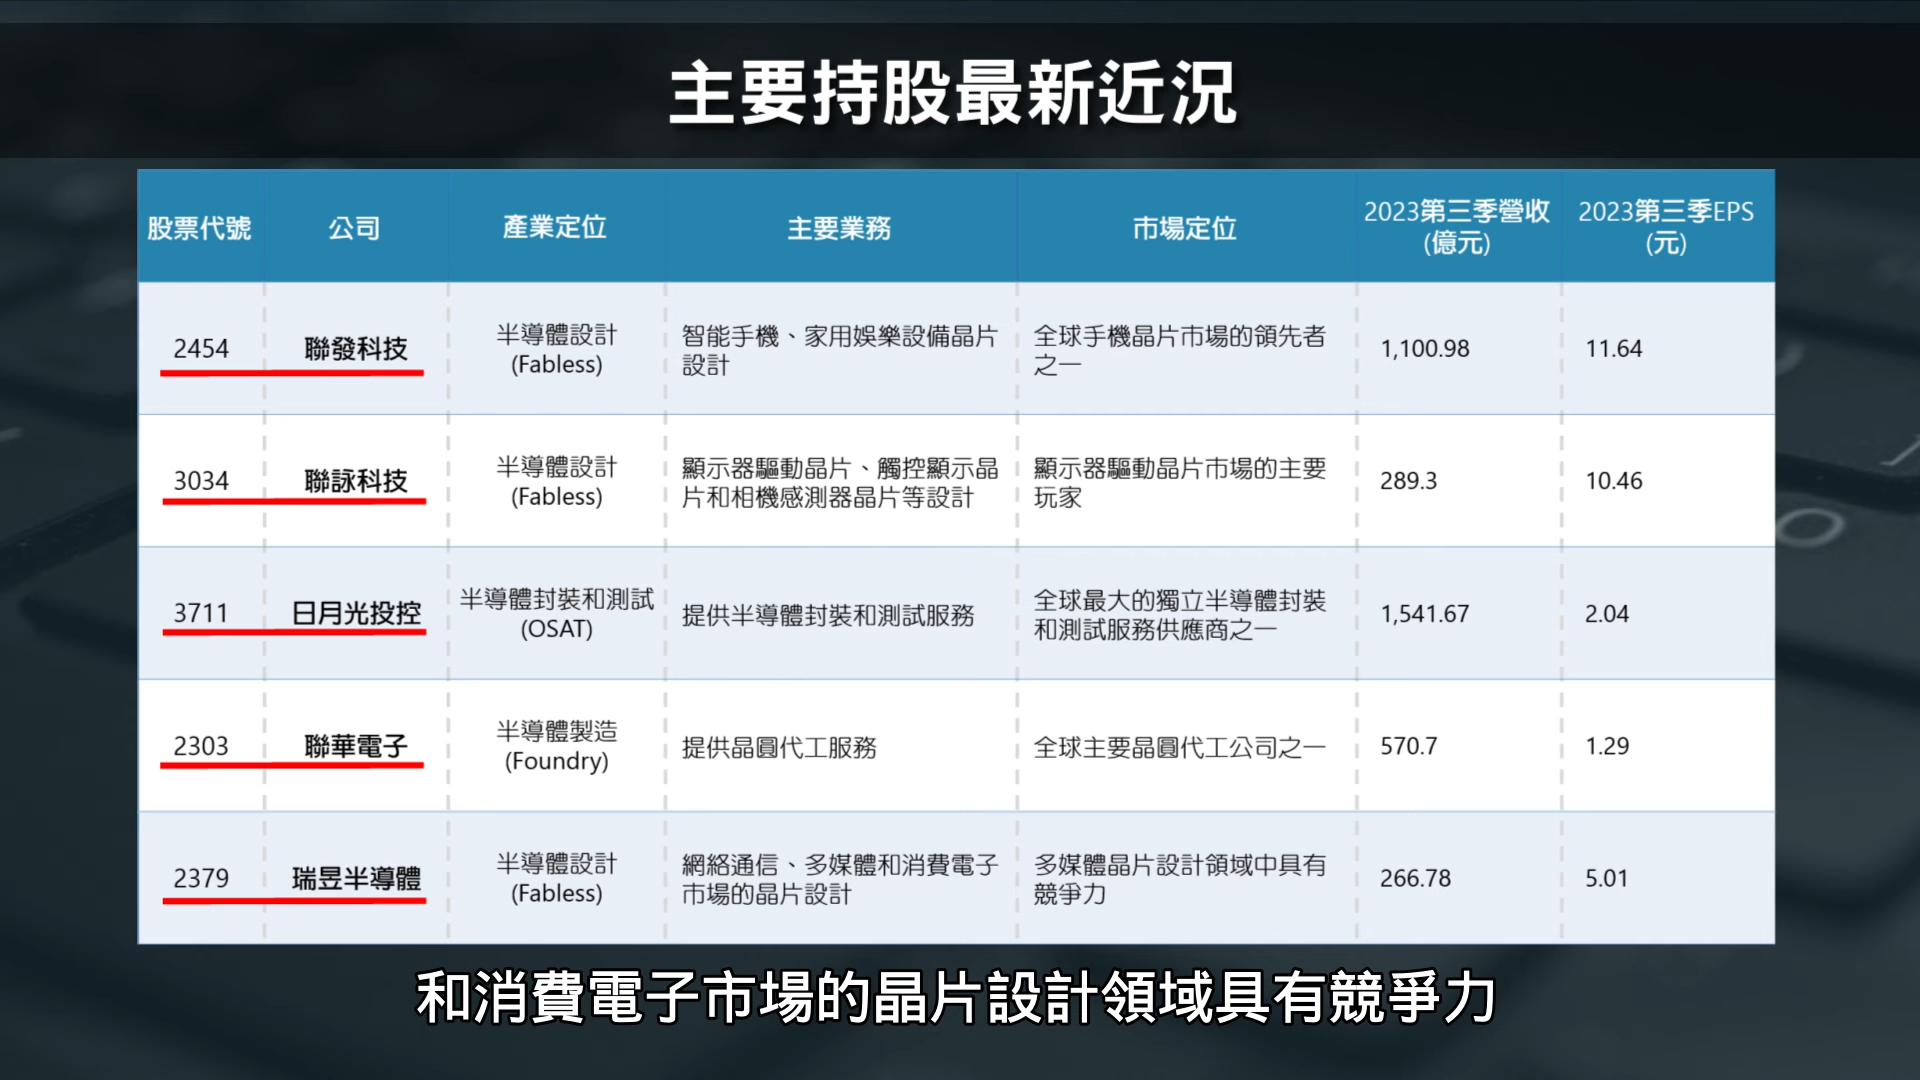 主要持股最新近況
股票代號
公司
產業定位
主要業務
市場定位
2023第三季營收
(億元)
2023第三季EPS
(元)
2454
聯發科技
半導體設計
(Fabless)
智能手機、家用娛樂設備晶片
設計
全球手機晶片市場的領先者
之一
1,100.98
11.64
3034
聯詠科技
半導體設計
(Fabless)
顯示器驅動晶片、觸控顯示晶
片和相機感測器晶片等設計
顯示器驅動晶片市場的主要
玩家
289.3
10.46
3711
日月光投控
半導體封裝和測試
(OSAT)
提供半導體封裝和測試服務
全球最大的獨立半導體封裝
和測試服務供應商之一
1,541.67
2.04
2303
聯華電子
半導體製造
(Foundry)
提供晶圓代工服務
全球主要晶圓代工公司之一
570.7
1.29
2379
瑞昱半導體
半導體設計
(Fabless)
網絡通信、多媒體和消費電子
市場的晶片設計
多媒體晶片設計領域中具有
競爭力
266.78
5.01
和消費電子市場的晶片設計領域具有競爭力